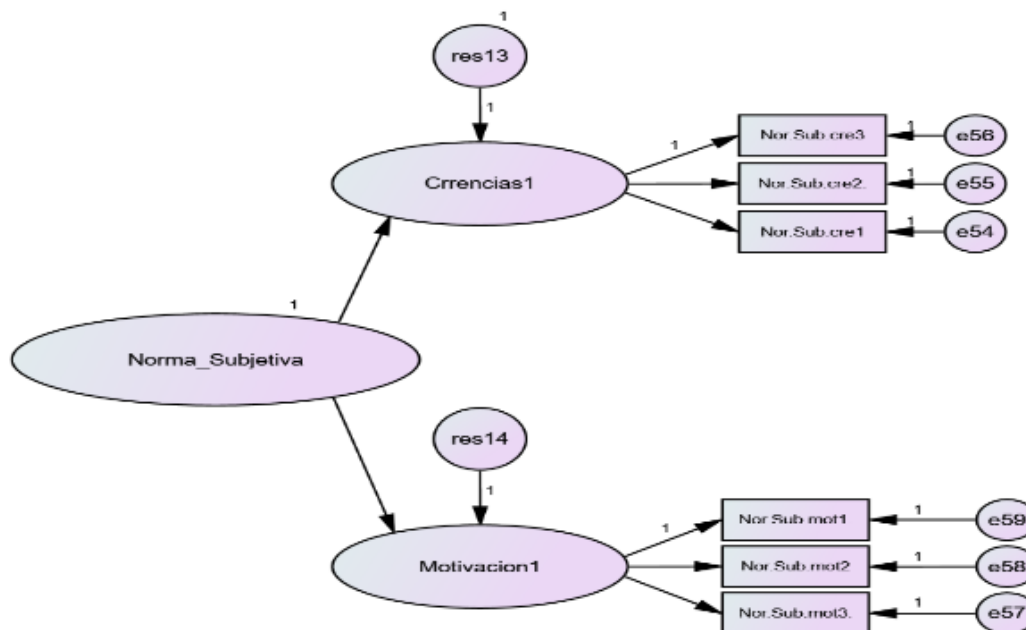 1
res13
1
Crrencias1
1
Nor.Sub.cre3
1
e56
Nor.Sub.cre2.
1
e55
Nor.Sub.cre1
1
e54
1
Norma_Subjetiva
res14
1
Motivacion1
1
Nor.Sub.mot1
1
e59
Nor.Sub.mot2
1
e58
Nor.Sub.mot3.
1
e57